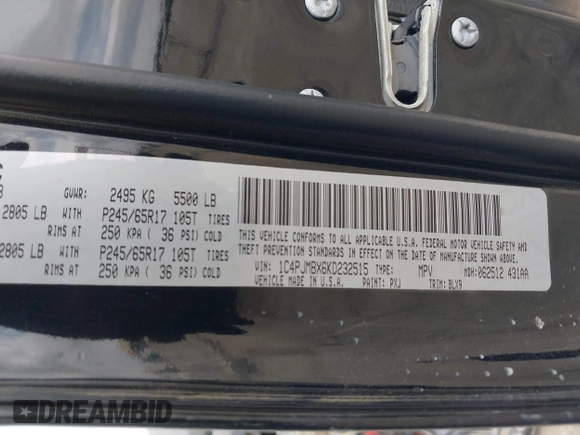 GVWR: 2495 KG 5500 LB
2805 LB WITH P245/65R17 105T TIRES
RIMS AT 250 KPA ( 36 PSI) COLD
2805 LB WITH P245/65R17 105T TIRES
RIMS AT 250 KPA ( 36 PSI) COLD
THIS VEHICLE CONFORMS TO ALL APPLICABLE U.S.A. FEDERAL MOTOR VEHICLE SAFETY AND
THEFT PREVENTION STANDARDS IN EFFECT ON THE DATE OF MANUFACTURE SHOWN ABOVE.
VIN: 1C4PJMBX6KD232515 TYPE: MPV MDH:062512 431AA
VEHICLE MADE IN U.S.A. PAINT: PXJ TRIM: BLX9
DREAMBID